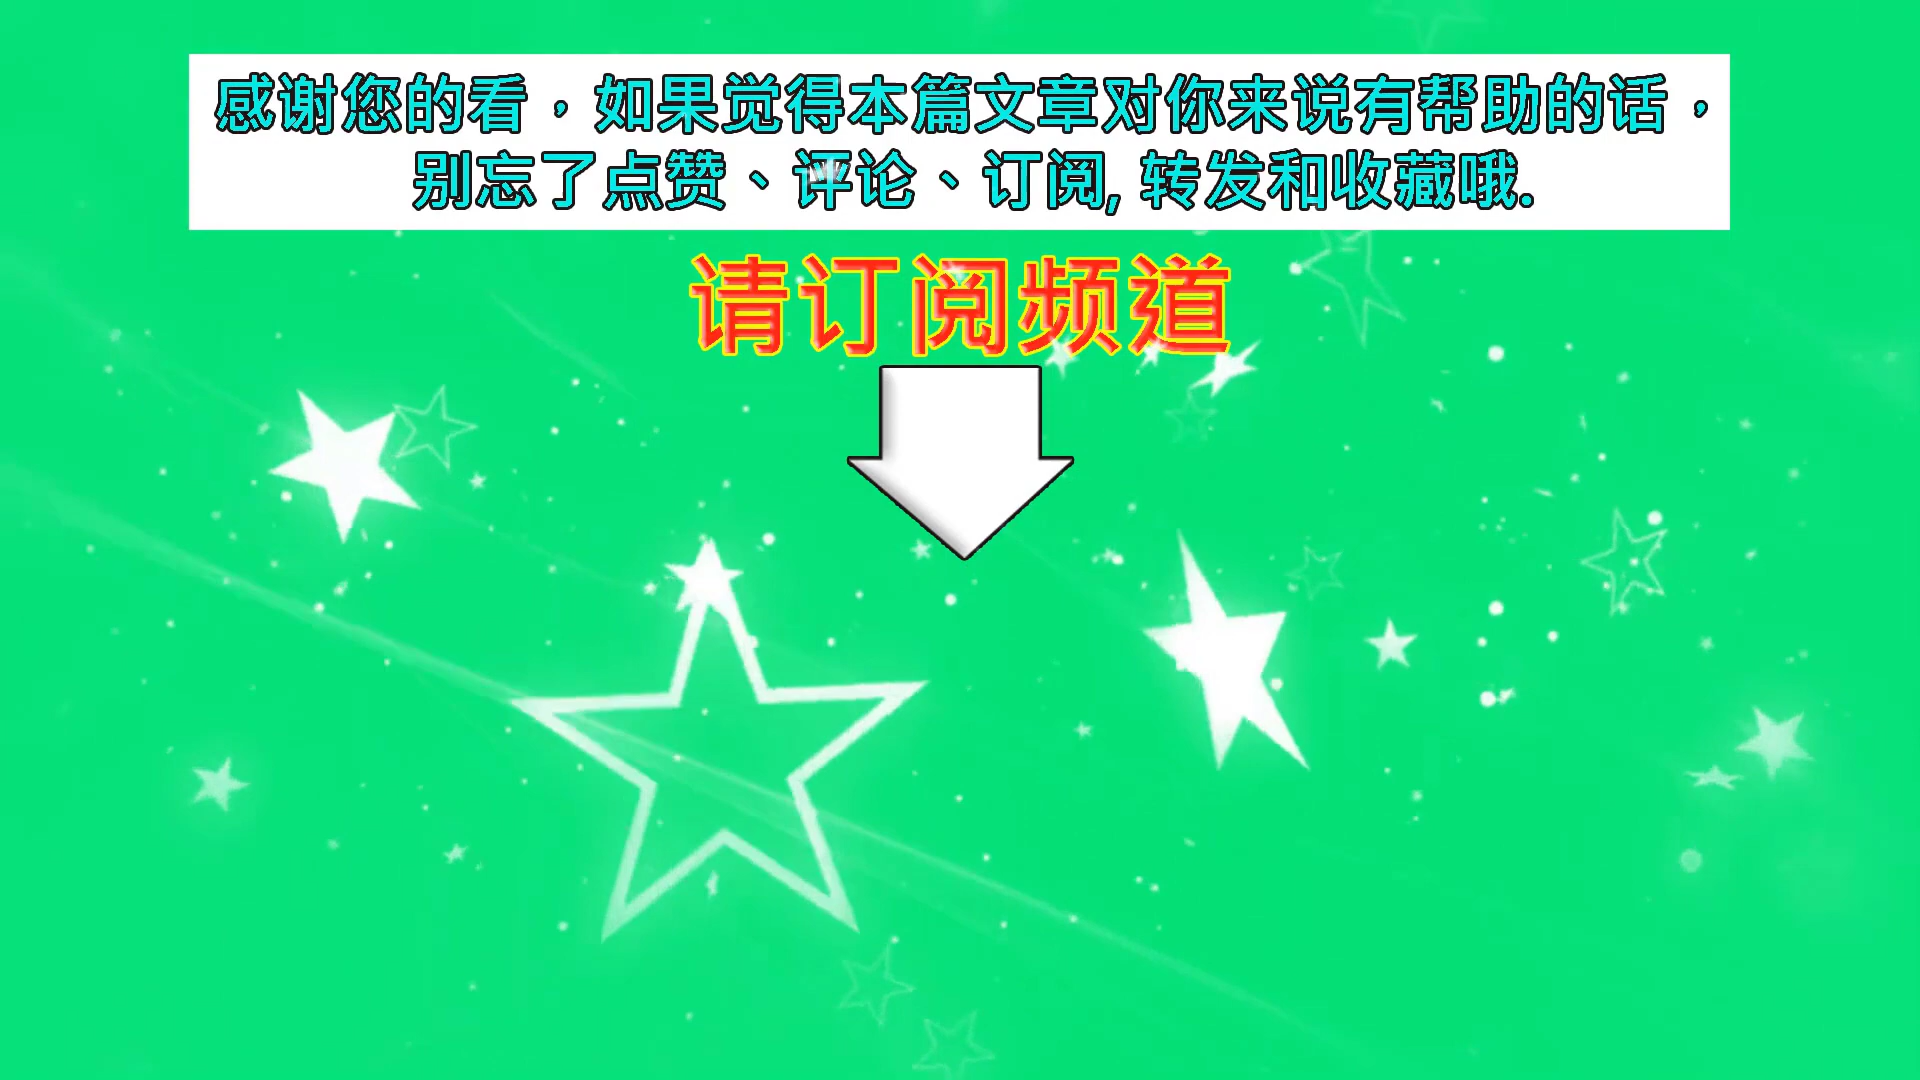 感谢您的看，如果觉得本篇文章对你来说有帮助的话，
别忘了点赞、评论、订阅, 转发和收藏哦.
请订阅频道